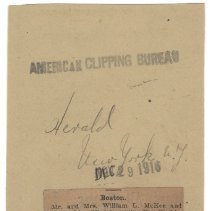 AMERICAN CLIPPING BUREAU
Herald
New York N.Y.
DEC 29 1916
Boston.
Mr. and Mrs. William L. McKee and